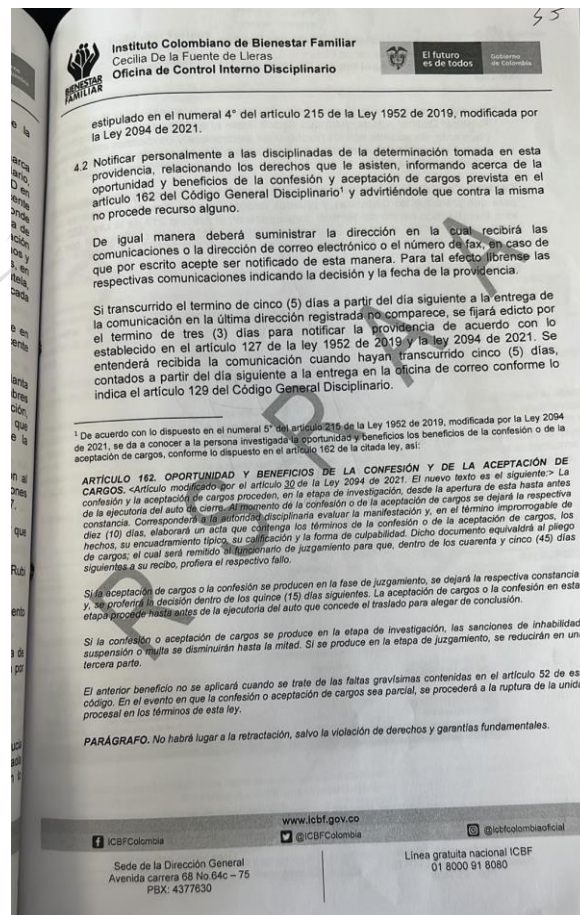 45
Instituto Colombiano de Bienestar Familiar
Cecilia De la Fuente de Lleras
Oficina de Control Interno Disciplinario
BIENESTAR
FAMILIAR
El futuro
es de todos
Gobierno
de Colombia
estipulado en el numeral 4° del articulo 215 de la Ley 1952 de 2019, modificada por
la Ley 2094 de 2021.
4.2 Notificar personalmente a las disciplinadas de la determinación tomada en esta
providencia, relacionando los derechos que le asisten, informando acerca de la
oportunidad y beneficios de la confesión y aceptación de cargos prevista en el
artículo 162 del Código General Disciplinario¹ y advirtiéndole que contra la misma
no procede recurso alguno.
De igual manera deberá suministrar la dirección en la cual recibirá las
comunicaciones o la dirección de correo electrónico o el número de fax, en caso de
que por escrito acepte ser notificado de esta manera. Para tal efecto líbrense las
respectivas comunicaciones indicando la decisión y la fecha de la providencia.
Si transcurrido el termino de cinco (5) días a partir del día siguiente a la entrega de
la comunicación en la última dirección registrada no comparece, se fijará edicto por
el termino de tres (3) días para notificar la providencia de acuerdo con lo
establecido en el artículo 127 de la ley 1952 de 2019 y la ley 2094 de 2021. Se
entenderá recibida la comunicación cuando hayan transcurrido cinco (5) días,
contados a partir del día siguiente a la entrega en la oficina de correo conforme lo
indica el artículo 129 del Código General Disciplinario.
¹ De acuerdo con lo dispuesto en el numeral 5° del artículo 215 de la Ley 1952 de 2019, modificada por la Ley 2094
de 2021, se da a conocer a la persona investigada la oportunidad y beneficios los beneficios de la confesión o de la
aceptación de cargos, conforme lo dispuesto en el artículo 162 de la citada ley, así:
ARTÍCULO 162. OPORTUNIDAD Y BENEFICIOS DE LA CONFESIÓN Y DE LA ACEPTACIÓN DE
CARGOS. <Artículo modificado por el artículo 30 de la Ley 2094 de 2021. El nuevo texto es el siguiente:> La
confesión y la aceptación de cargos proceden, en la etapa de investigación, desde la apertura de esta hasta antes
de la ejecutoria del auto de cierre. Al momento de la confesión o de la aceptación de cargos se dejará la respectiva
constancia. Corresponderá a la autoridad disciplinaria evaluar la manifestación y, en el término improrrogable de
diez (10) días, elaborará un acta que contenga los términos de la confesión o de la aceptación de cargos, los
hechos, su encuadramiento típico, su calificación y la forma de culpabilidad. Dicho documento equivaldrá al pliego
de cargos; el cual será remitido al funcionario de juzgamiento para que, dentro de los cuarenta y cinco (45) días
siguientes a su recibo, profiera el respectivo fallo.
Si la aceptación de cargos o la confesión se producen en la fase de juzgamiento, se dejará la respectiva constancia
y, se proferirá la decisión dentro de los quince (15) días siguientes. La aceptación de cargos o la confesión en esta
etapa procede hasta antes de la ejecutoria del auto que concede el traslado para alegar de conclusión.
Si la confesión o aceptación de cargos se produce en la etapa de investigación, las sanciones de inhabilidad
suspensión o multa se disminuirán hasta la mitad. Si se produce en la etapa de juzgamiento, se reducirán en una
tercera parte.
El anterior beneficio no se aplicará cuando se trate de las faltas gravísimas contenidas en el artículo 52 de es
código. En el evento en que la confesión o aceptación de cargos sea parcial, se procederá a la ruptura de la unida
procesal en los términos de esta ley.
PARÁGRAFO. No habrá lugar a la retractación, salvo la violación de derechos y garantías fundamentales.
RSRAA
www.icbf.gov.co
ICBFColombia
@ICBFColombia
@icbfcolombiaoficial
Sede de la Dirección General
Avenida carrera 68 No.64c – 75
PBX: 4377630
Línea gratuita nacional ICBF
01 8000 91 8080